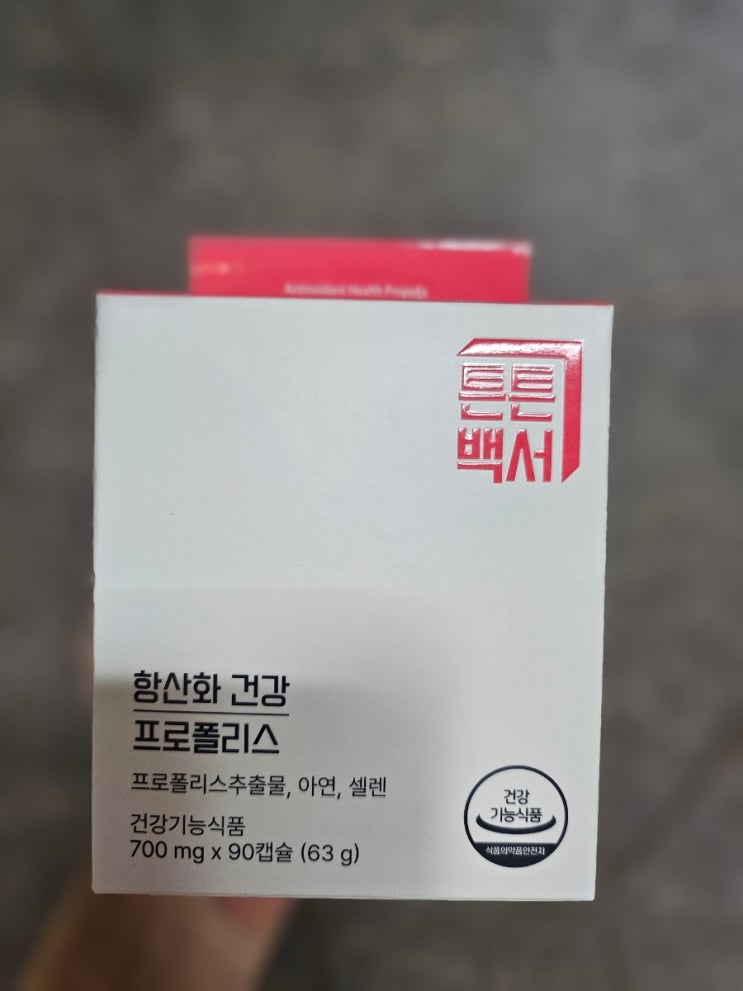 Antioxidant Health Propolis
튼튼
백서
항산화 건강
프로폴리스
프로폴리스추출물, 아연, 셀렌
건강기능식품
700 mg x 90캡슐 (63 g)
건강
기능식품
식품의약품안전처